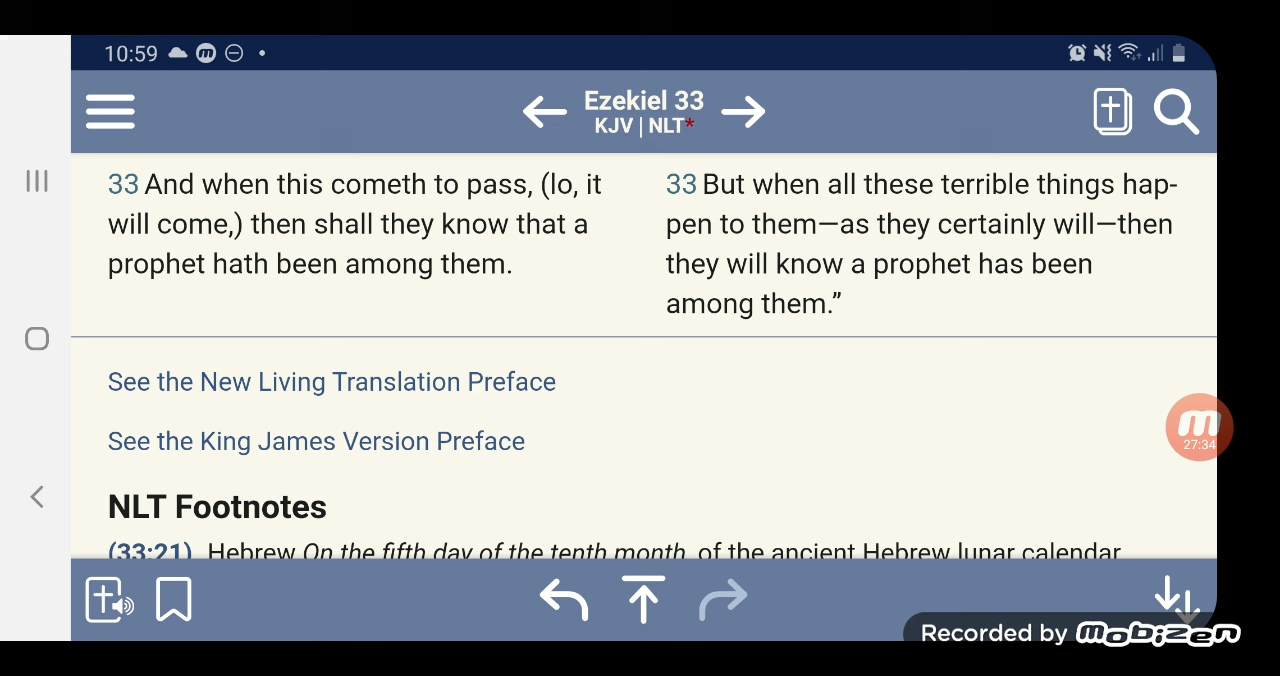 10:59
Ezekiel 33
KJV | NLT*
33 And when this cometh to pass, (lo, it
will come,) then shall they know that a
prophet hath been among them.
33 But when all these terrible things hap-
pen to them—as they certainly will—then
they will know a prophet has been
among them.”
See the New Living Translation Preface
See the King James Version Preface
27:34
NLT Footnotes
(33:21) Hebrew On the fifth day of the tenth month, of the ancient Hebrew lunar calendar
Recorded by mobizen